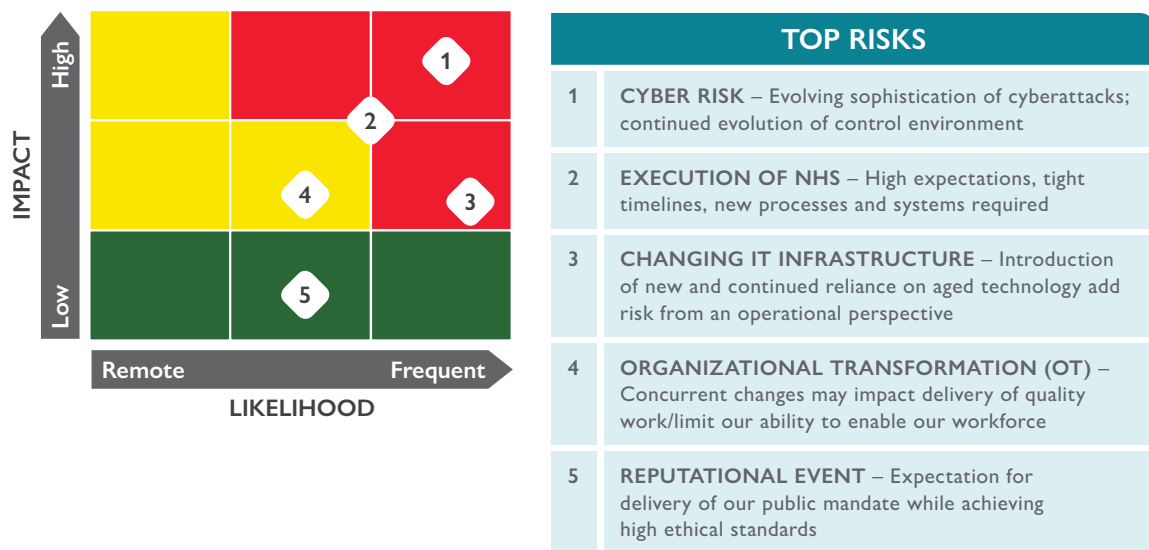 High
IMPACT
Low
1
2
4
3
5
Remote
Frequent
LIKELIHOOD
TOP RISKS
1
CYBER RISK – Evolving sophistication of cyberattacks;
continued evolution of control environment
2
EXECUTION OF NHS – High expectations, tight
timelines, new processes and systems required
3
CHANGING IT INFRASTRUCTURE – Introduction
of new and continued reliance on aged technology add
risk from an operational perspective
4
ORGANIZATIONAL TRANSFORMATION (OT) –
Concurrent changes may impact delivery of quality
work/limit our ability to enable our workforce
5
REPUTATIONAL EVENT – Expectation for
delivery of our public mandate while achieving
high ethical standards